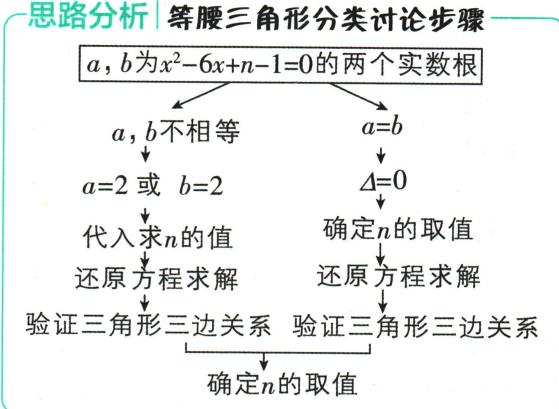 思路分析 等腰三角形分类讨论步骤
a,b为x²-6x+n-1=0的两个实数根
a,b不相等
a=b
a=2 或 b=2
Δ=0
代入求n的值
确定n的取值
还原方程求解
还原方程求解
验证三角形三边关系
验证三角形三边关系
确定n的取值